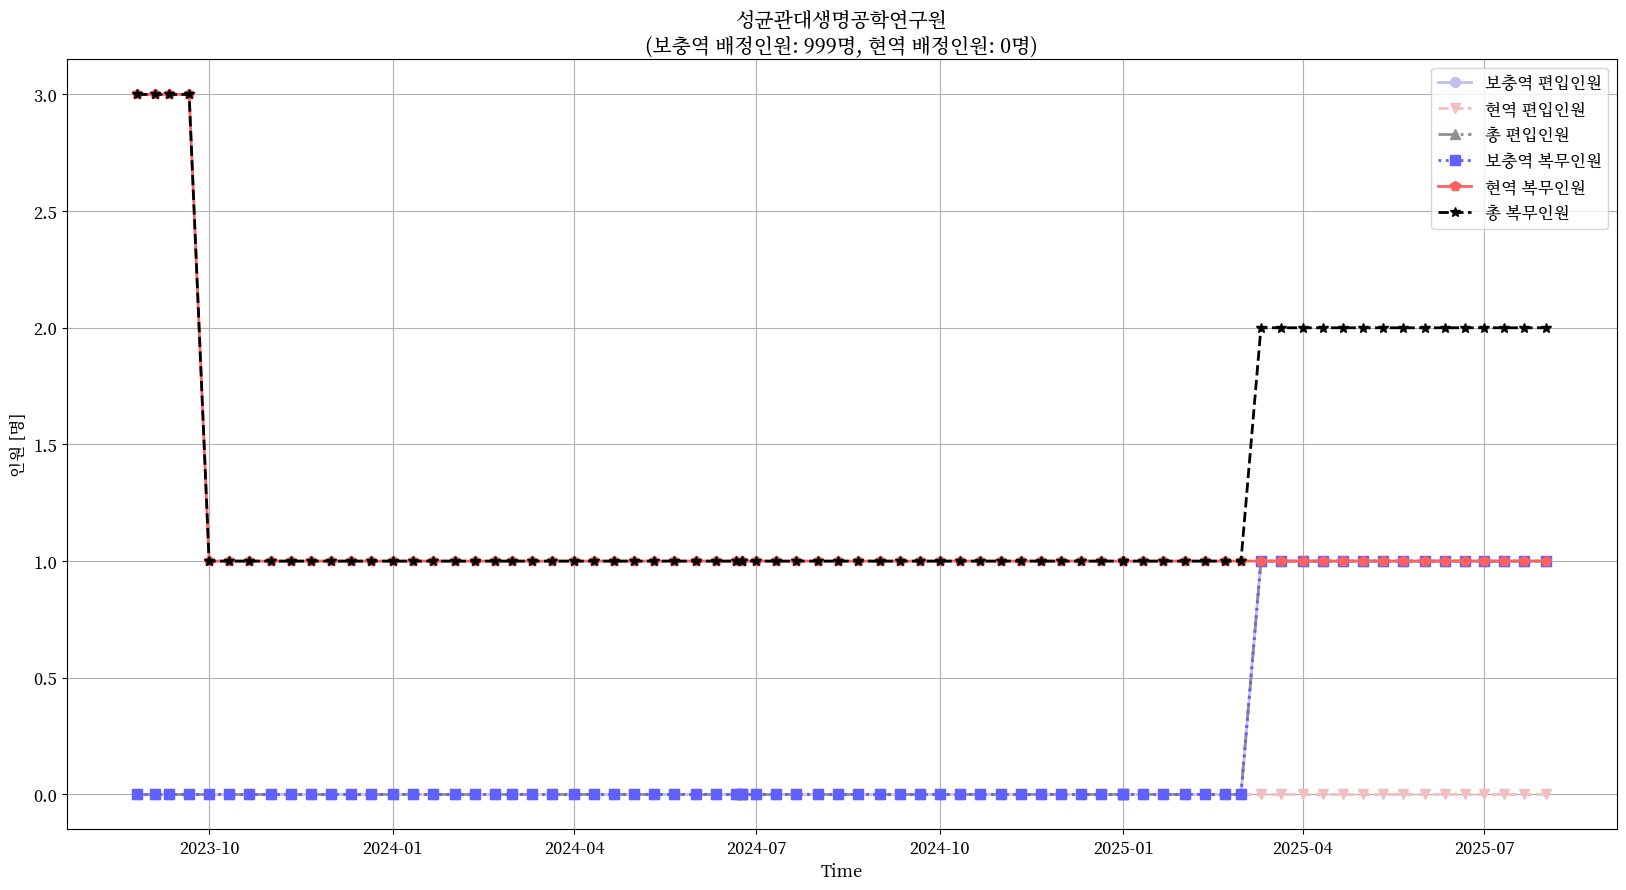 성균관대생명공학연구원
(보충역 배정인원: 999명, 현역 배정인원: 0명)
보충역 편입인원
현역 편입인원
총 편입인원
보충역 복무인원
현역 복무인원
총 복무인원
인원 [명]
3.0
2.5
2.0
1.5
1.0
0.5
0.0
2023-10
2024-01
2024-04
2024-07
2024-10
2025-01
2025-04
2025-07
Time